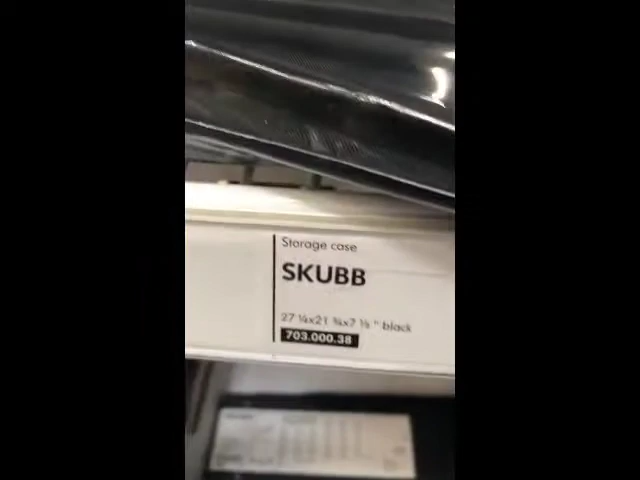 Storage case
SKUBB
27 ¼x21 ¾x7 ½ " black
703.000.38